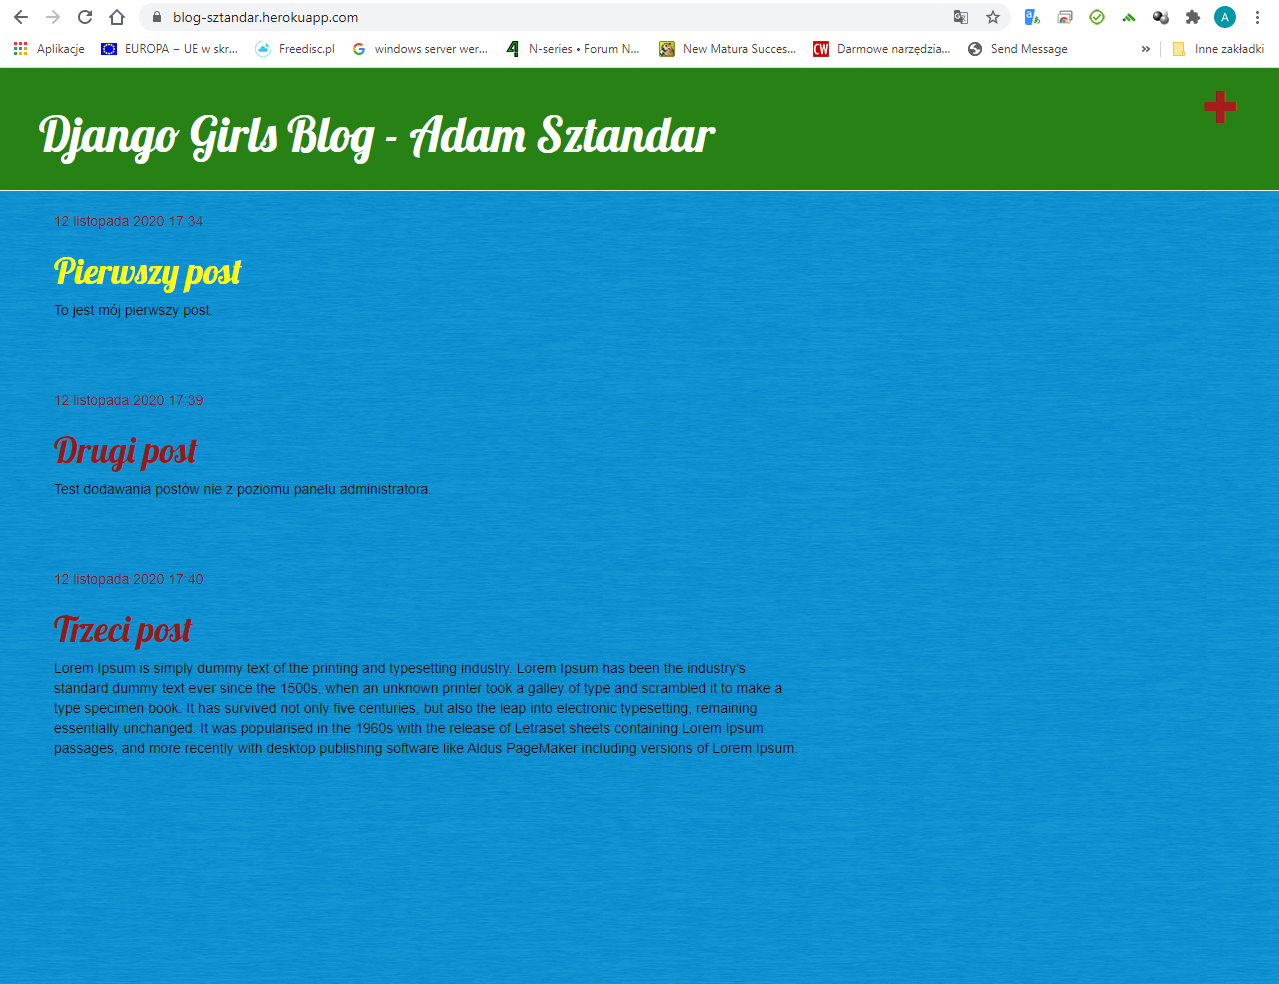 blog-sztandar.herokuapp.com
A
Aplikacje EUROPA – UE w skr... Freedisc.pl windows server wer... N-series • Forum N... New Matura Succes... CW Darmowe narzędzia... Send Message » Inne zakładki
Django Girls Blog - Adam Sztandar
12 listopada 2020 17:34
Pierwszy post
To jest mój pierwszy post.
12 listopada 2020 17:39
Drugi post
Test dodawania postów nie z poziomu panelu administratora.
12 listopada 2020 17:40
Trzeci post
Lorem Ipsum is simply dummy text of the printing and typesetting industry. Lorem Ipsum has been the industry's
standard dummy text ever since the 1500s, when an unknown printer took a galley of type and scrambled it to make a
type specimen book. It has survived not only five centuries, but also the leap into electronic typesetting, remaining
essentially unchanged. It was popularised in the 1960s with the release of Letraset sheets containing Lorem Ipsum
passages, and more recently with desktop publishing software like Aldus PageMaker including versions of Lorem Ipsum.